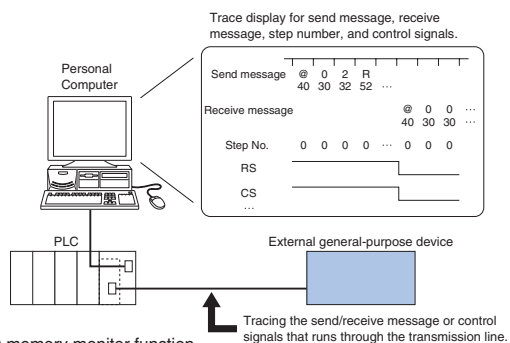 Trace display for send message, receive
message, step number, and control signals.
Personal
Computer
Send message @ 0 2 R
40 30 32 52 ...
Receive message @ 0 0 ...
40 30 30 ...
Step No. 0 0 0 0 ... 0 0 0
RS
CS
...
PLC
External general-purpose device
Tracing the send/receive message or control
signals that runs through the transmission line.
memory monitor function